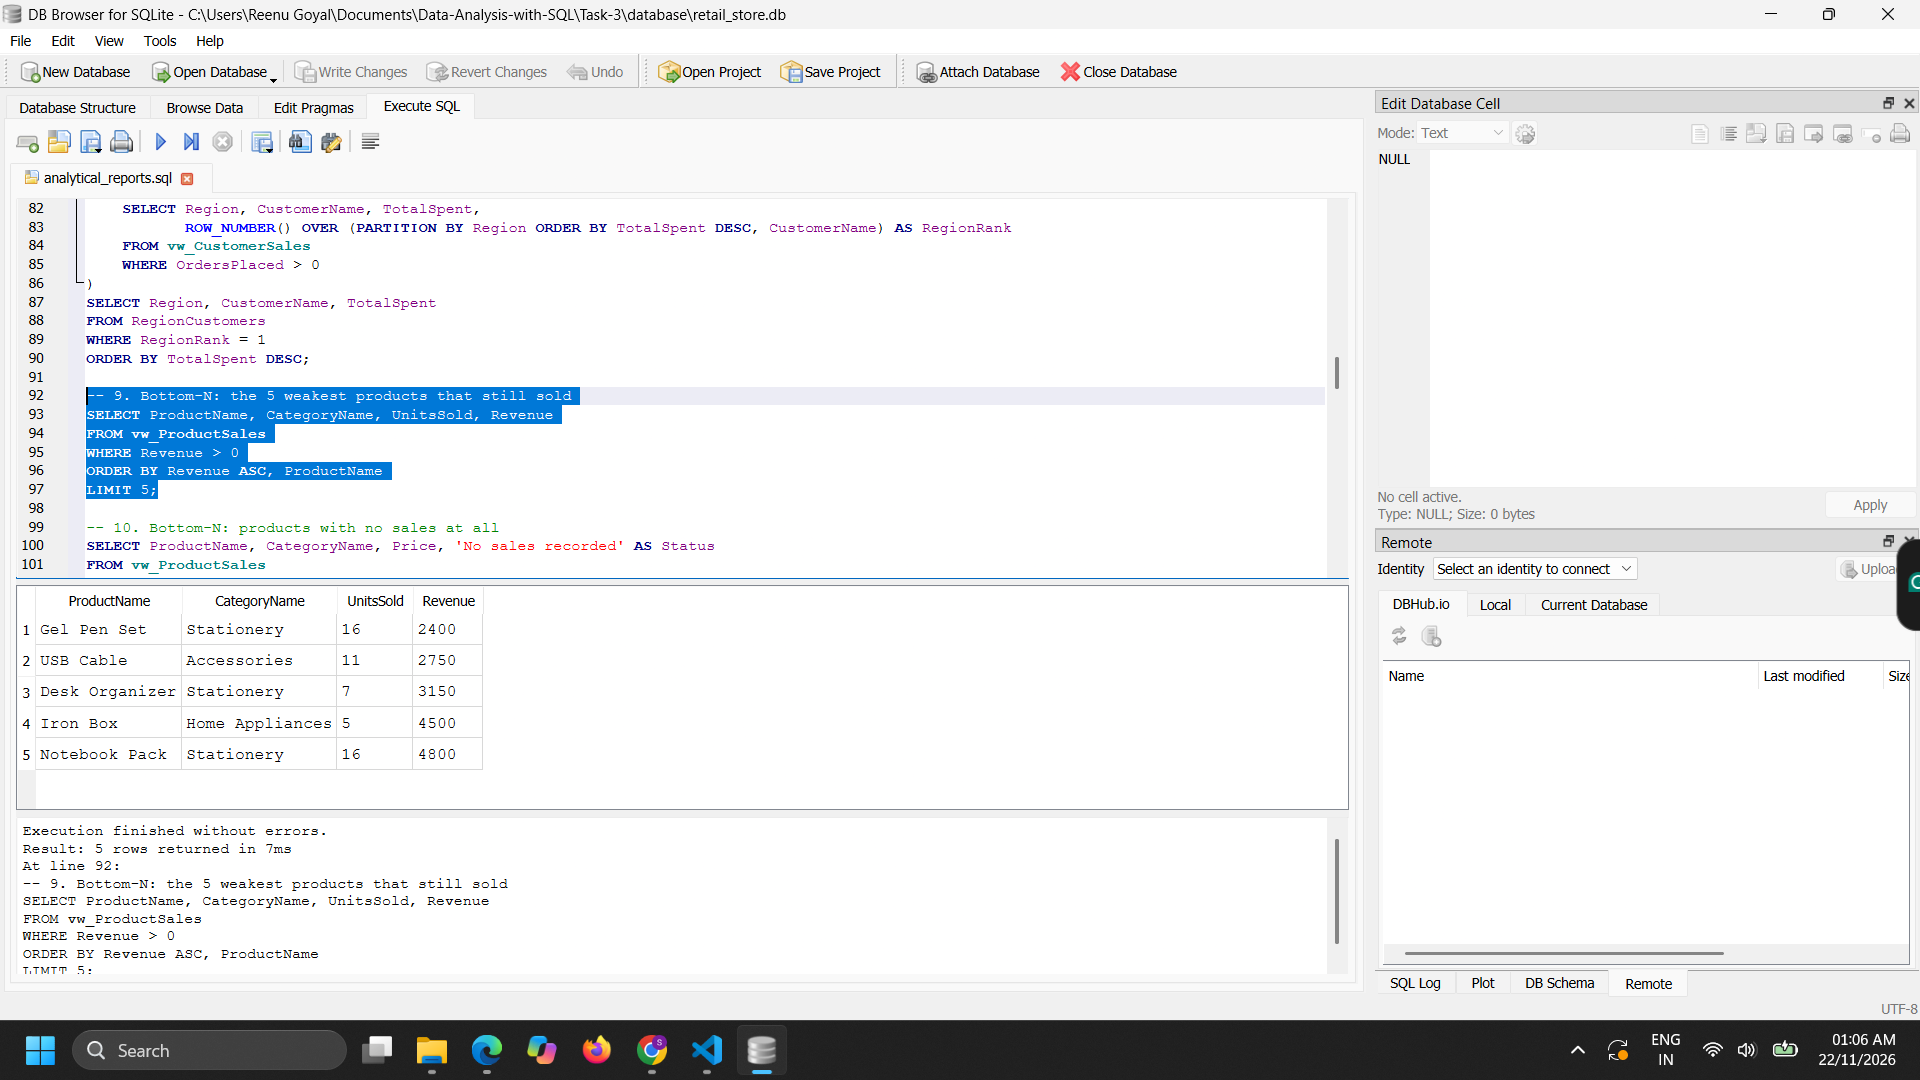 DB Browser for SQLite - C:\Users\Reenu Goyal\Documents\Data-Analysis-with-SQL\Task-3\database\retail_store.db
File Edit View Tools Help
New Database Open Database Write Changes Revert Changes Undo Open Project Save Project Attach Database Close Database
Database Structure Browse Data Edit Pragmas Execute SQL
analytical_reports.sql
82 SELECT Region, CustomerName, TotalSpent,
83 ROW_NUMBER() OVER (PARTITION BY Region ORDER BY TotalSpent DESC, CustomerName) AS RegionRank
84 FROM vw_CustomerSales
85 WHERE OrdersPlaced > 0
86 )
87 SELECT Region, CustomerName, TotalSpent
88 FROM RegionCustomers
89 WHERE RegionRank = 1
90 ORDER BY TotalSpent DESC;
91
92 -- 9. Bottom-N: the 5 weakest products that still sold
93 SELECT ProductName, CategoryName, UnitsSold, Revenue
94 FROM vw_ProductSales
95 WHERE Revenue > 0
96 ORDER BY Revenue ASC, ProductName
97 LIMIT 5;
98
99 -- 10. Bottom-N: products with no sales at all
100 SELECT ProductName, CategoryName, Price, 'No sales recorded' AS Status
101 FROM vw_ProductSales
ProductName CategoryName UnitsSold Revenue
1 Gel Pen Set Stationery 16 2400
2 USB Cable Accessories 11 2750
3 Desk Organizer Stationery 7 3150
4 Iron Box Home Appliances 5 4500
5 Notebook Pack Stationery 16 4800
Execution finished without errors.
Result: 5 rows returned in 7ms
At line 92:
-- 9. Bottom-N: the 5 weakest products that still sold
SELECT ProductName, CategoryName, UnitsSold, Revenue
FROM vw_ProductSales
WHERE Revenue > 0
ORDER BY Revenue ASC, ProductName
LIMIT 5;
Edit Database Cell
Mode: Text
NULL
No cell active.
Type: NULL; Size: 0 bytes
Apply
Remote
Identity Select an identity to connect Uploa
DBHub.io Local Current Database
Name Last modified Size
SQL Log Plot DB Schema Remote
UTF-8
Search
ENG
IN
01:06 AM
22/11/2026